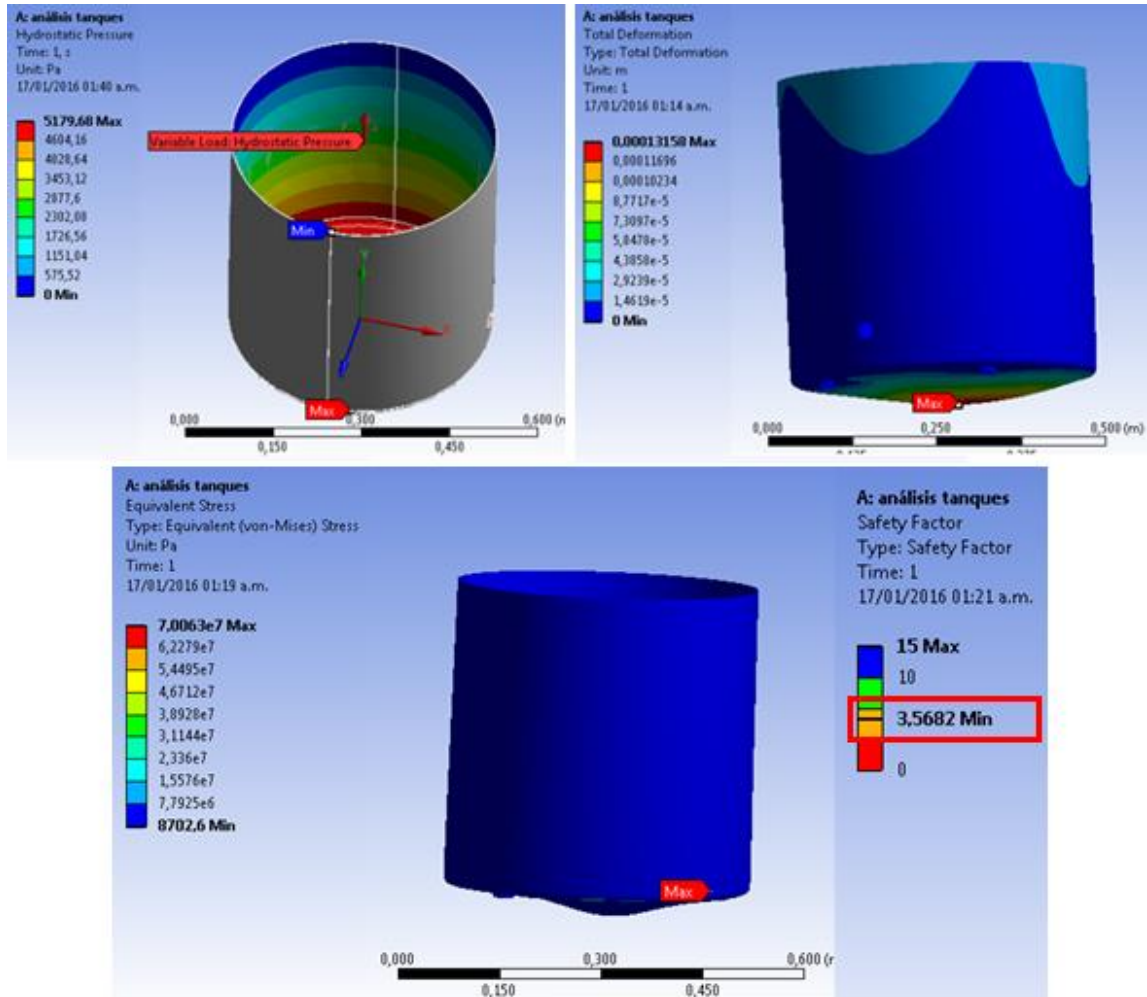 A: análisis tanques
Hydrostatic Pressure
Time: 1, s
Unit: Pa
17/01/2016 01:40 a.m.
5179,68 Max
4604,16
4028,64
3453,12
2877,6
2302,08
1726,56
1151,04
575,52
0 Min
Variable Load: Hydrostatic Pressure
Min
Max
0,000
0,300
0,600 (r
0,150
0,450
A: análisis tanques
Total Deformation
Type: Total Deformation
Unit: m
Time: 1
17/01/2016 01:14 a.m.
0,00013158 Max
0,00011696
0,00010234
8,7717e-5
7,3097e-5
5,8478e-5
4,3858e-5
2,9239e-5
1,4619e-5
0 Min
Max
0,000
0,250
0,500 (m)
A: análisis tanques
Equivalent Stress
Type: Equivalent (von-Mises) Stress
Unit: Pa
Time: 1
17/01/2016 01:19 a.m.
7,0063e7 Max
6,2279e7
5,4495e7
4,6712e7
3,8928e7
3,1144e7
2,336e7
1,5576e7
7,7925e6
8702,6 Min
Max
0,000
0,300
0,600 (r
0,150
0,450
A: análisis tanques
Safety Factor
Type: Safety Factor
Time: 1
17/01/2016 01:21 a.m.
15 Max
10
3,5682 Min
0